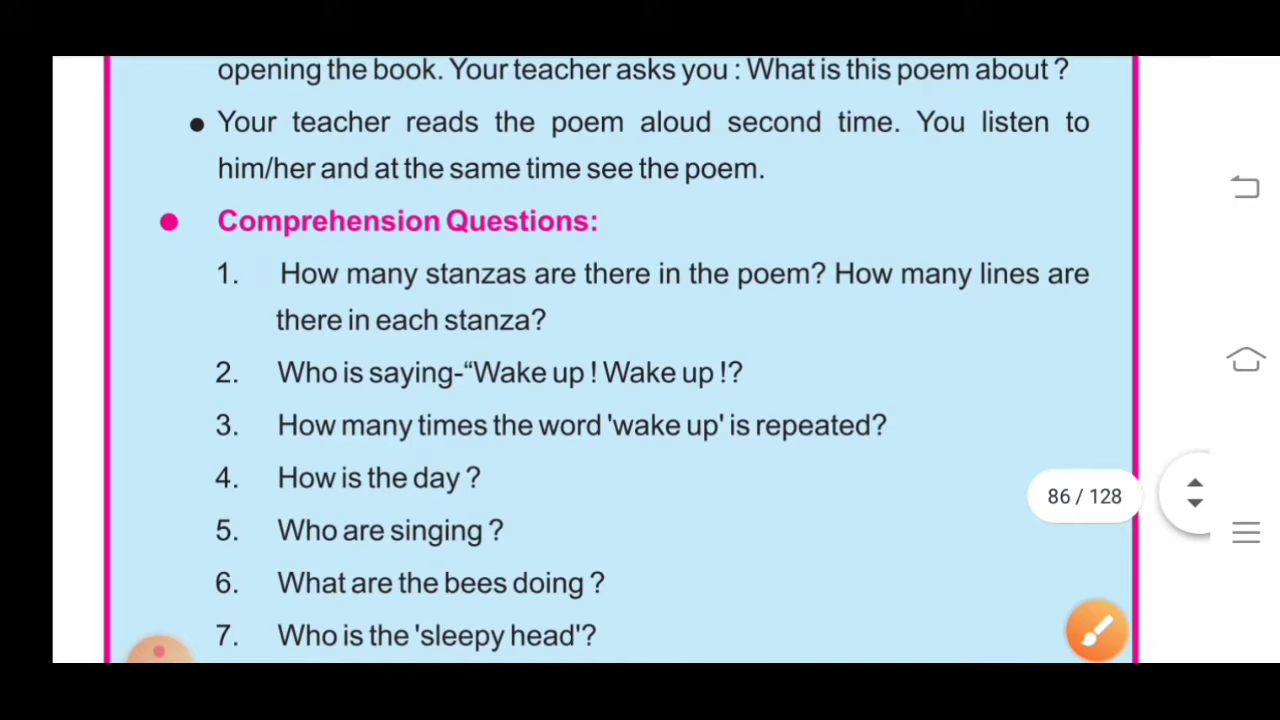 opening the book. Your teacher asks you : What is this poem about ?
● Your teacher reads the poem aloud second time. You listen to
him/her and at the same time see the poem.
● Comprehension Questions:
1. How many stanzas are there in the poem? How many lines are
there in each stanza?
2. Who is saying-“Wake up ! Wake up !?
3. How many times the word 'wake up' is repeated?
4. How is the day ?
86 / 128
5. Who are singing ?
6. What are the bees doing ?
7. Who is the 'sleepy head'?